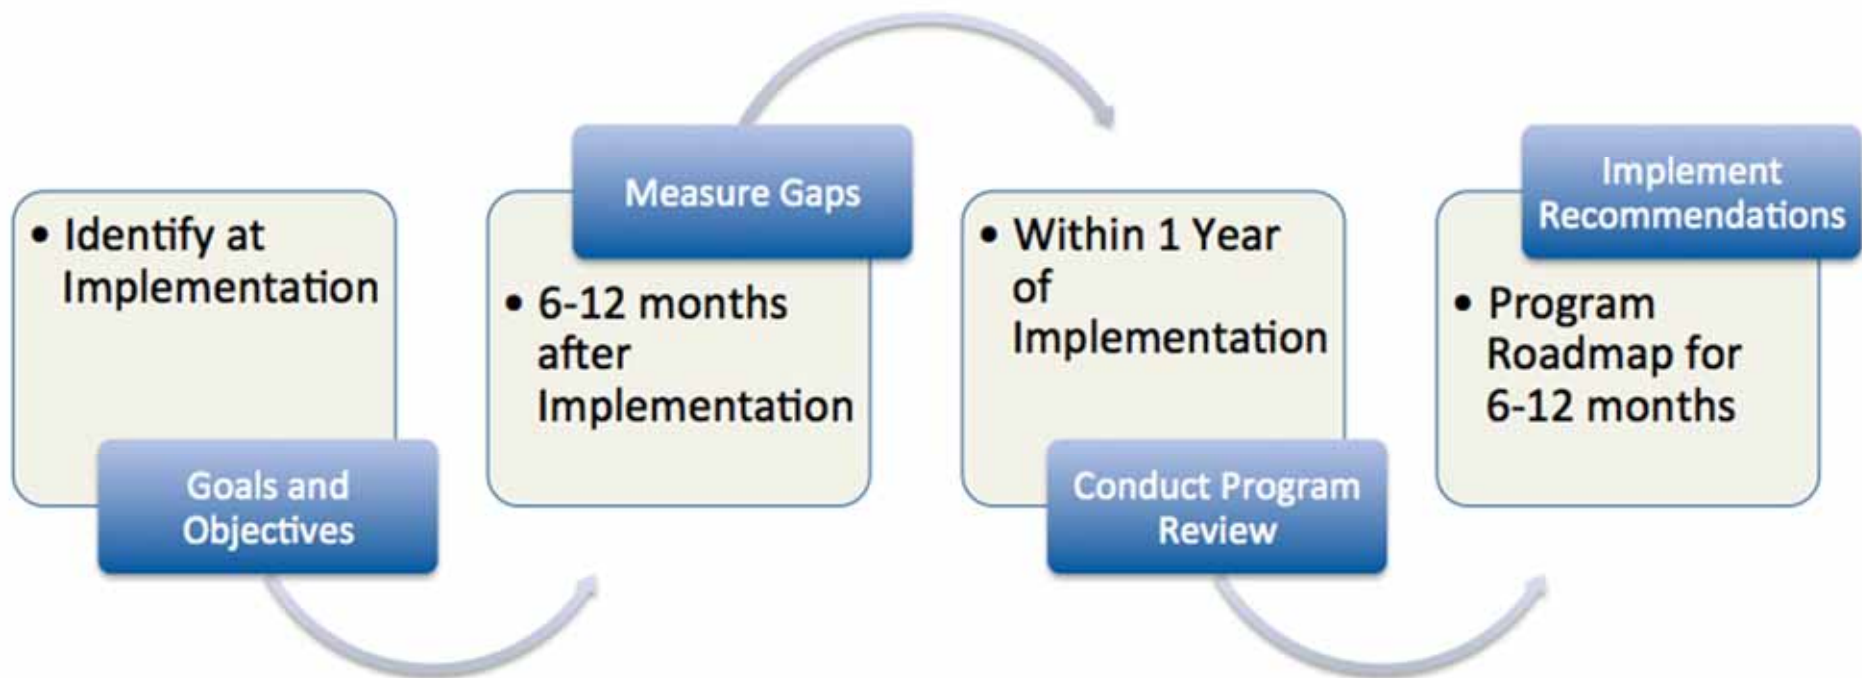 • Identify at
Implementation
Goals and
Objectives
Measure Gaps
• 6-12 months
after
Implementation
• Within 1 Year
of
Implementation
Conduct Program
Review
Implement
Recommendations
• Program
Roadmap for
6-12 months